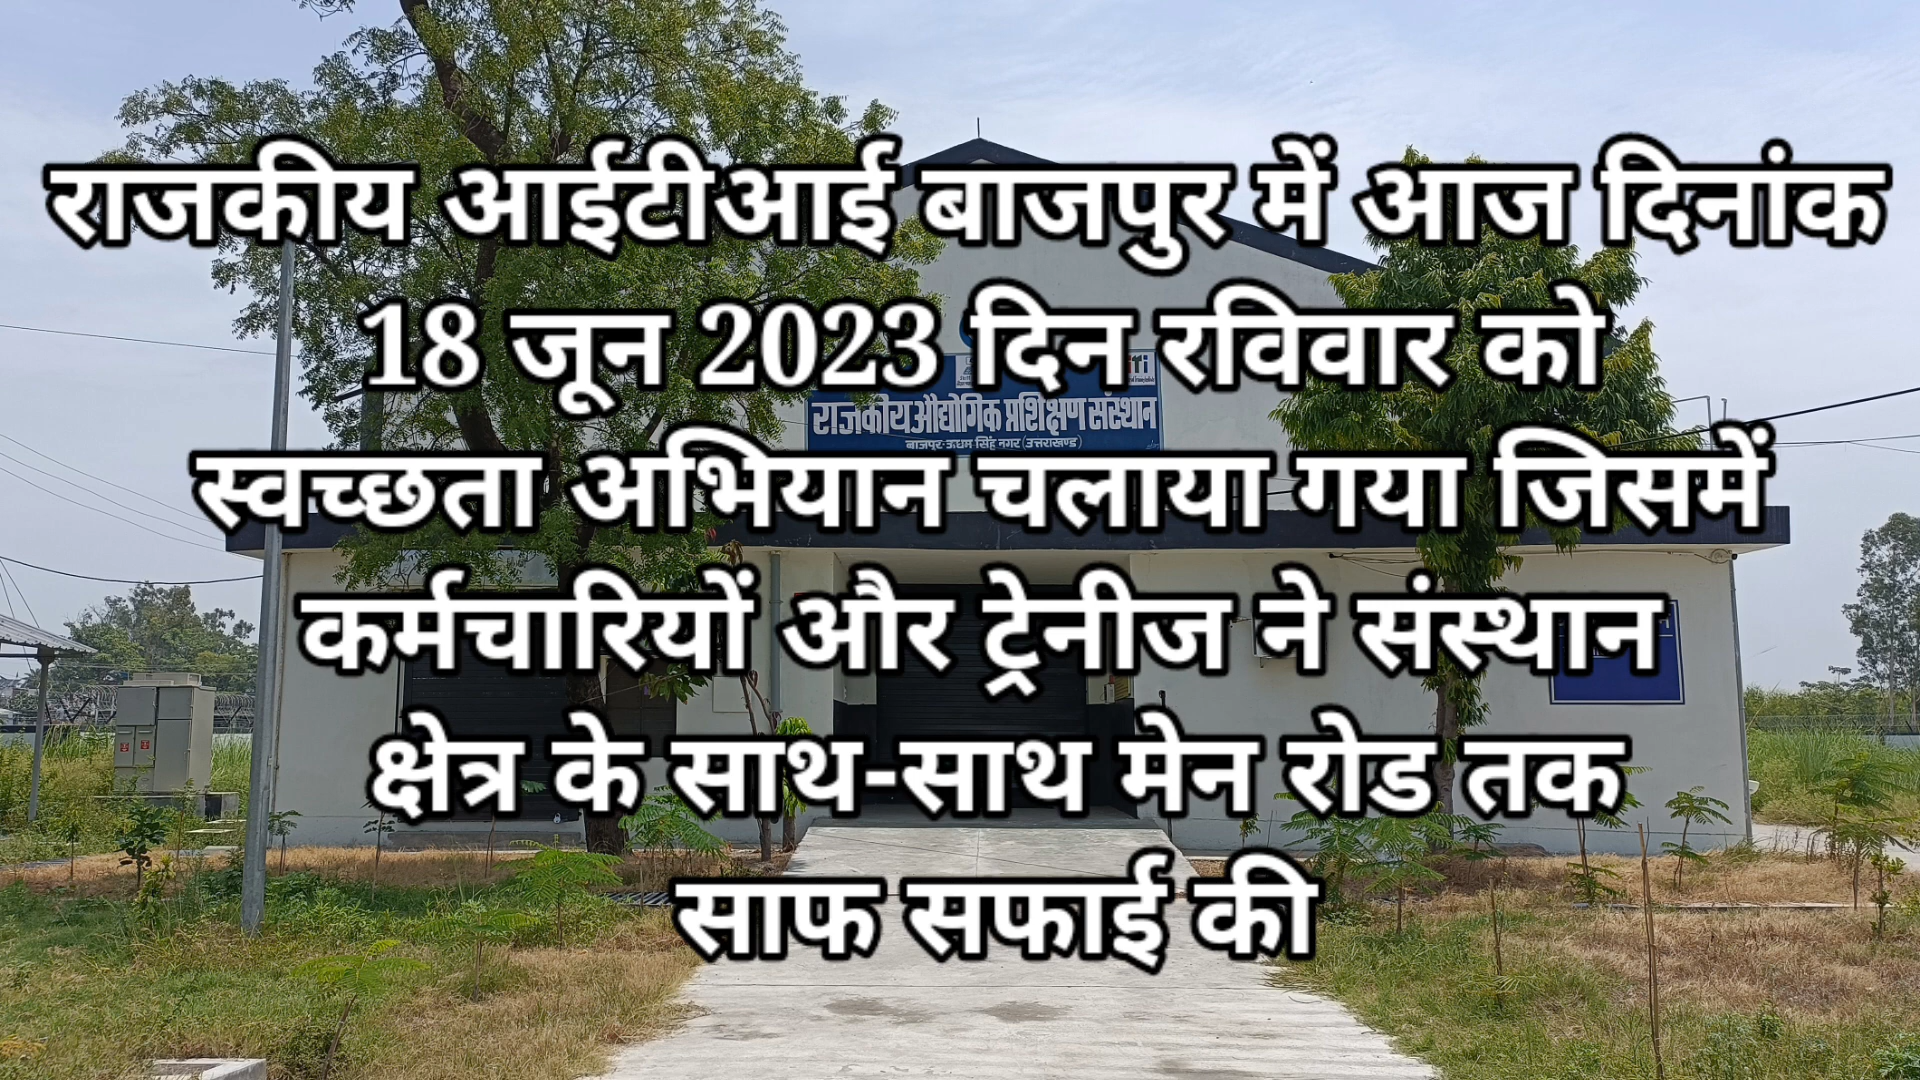 राजकीय आईटीआई बाजपुर में आज दिनांक
18 जून 2023 दिन रविवार को
राजकीय औद्योगिक प्रशिक्षण संस्थान
बाजपुर-ऊधम सिंह नगर (उत्तराखण्ड)
स्वच्छता अभियान चलाया गया जिसमें
कर्मचारियों और ट्रेनीज ने संस्थान
क्षेत्र के साथ-साथ मेन रोड तक
साफ सफाई की